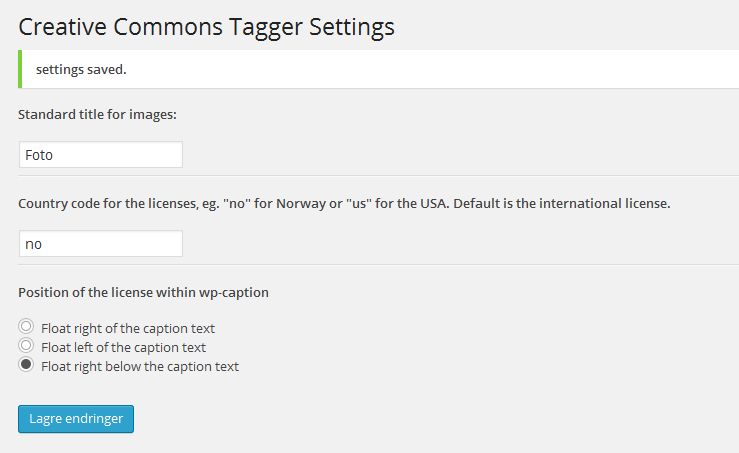 Creative Commons Tagger Settings
settings saved.
Standard title for images:
Foto
Country code for the licenses, eg. "no" for Norway or "us" for the USA. Default is the international license.
no
Position of the license within wp-caption
Float right of the caption text
Float left of the caption text
Float right below the caption text
Lagre endringer